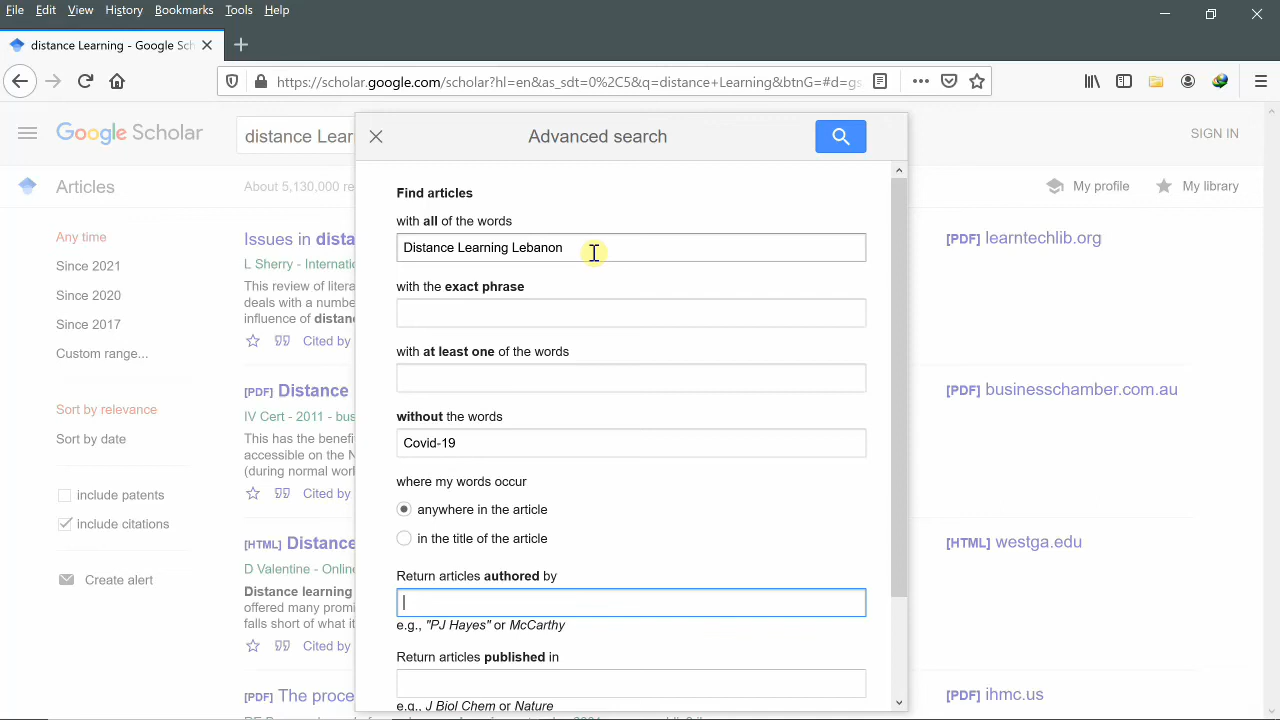 File Edit View History Bookmarks Tools Help
distance Learning - Google Sch
https://scholar.google.com/scholar?hl=en&as_sdt=0%2C5&q=distance+Learning&btnG=#d=gs
Google Scholar
distance Lear
Advanced search
SIGN IN
Articles
About 5,130,000 re
My profile
My library
Any time
Since 2021
Since 2020
Since 2017
Custom range...
Sort by relevance
Sort by date
include patents
include citations
Create alert
Issues in dista
L Sherry - Internatio
This review of litera
deals with a numbe
influence of distan
Cited by
[PDF] Distance
IV Cert - 2011 - bus
This has the benefi
accessible on the N
(during normal work
Cited by
[HTML] Distance
D Valentine - Online
Distance learning
offered many promi
falls short of what it
Cited by
[PDF] The proce
Find articles
with all of the words
Distance Learning Lebanon
with the exact phrase
with at least one of the words
without the words
Covid-19
where my words occur
anywhere in the article
in the title of the article
Return articles authored by
e.g., "PJ Hayes" or McCarthy
Return articles published in
e.g., J Biol Chem or Nature
[PDF] learntechlib.org
[PDF] businesschamber.com.au
[HTML] westga.edu
[PDF] ihmc.us